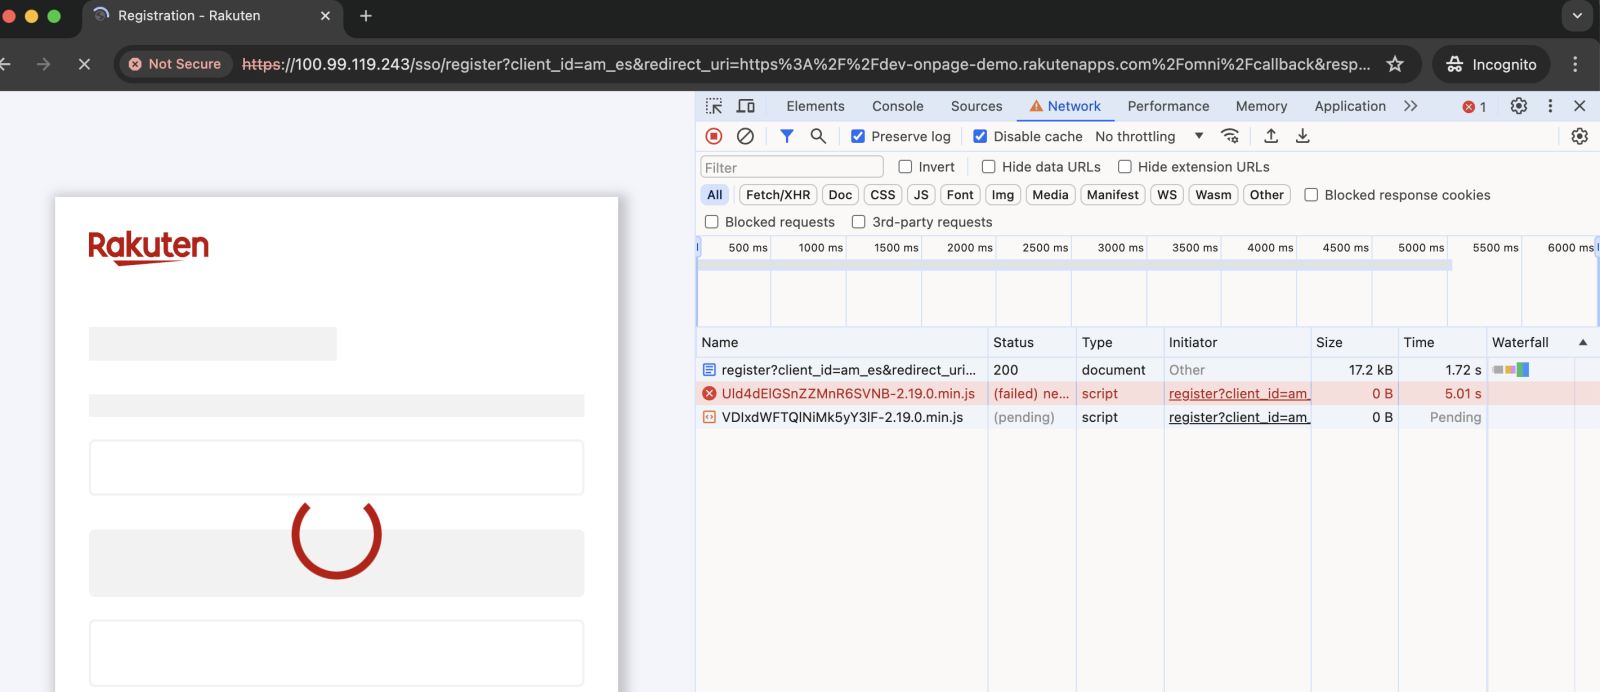 Registration - Rakuten
Not Secure https://100.99.119.243/sso/register?client_id=am_es&redirect_uri=https%3A%2F%2Fdev-onpage-demo.rakutenapps.com%2Fomni%2Fcallback&resp... Incognito
Rakuten
Elements Console Sources Network Performance Memory Application 1
Preserve log Disable cache No throttling
Filter Invert Hide data URLs Hide extension URLs
All Fetch/XHR Doc CSS JS Font Img Media Manifest WS Wasm Other Blocked response cookies
Blocked requests 3rd-party requests
500 ms 1000 ms 1500 ms 2000 ms 2500 ms 3000 ms 3500 ms 4000 ms 4500 ms 5000 ms 5500 ms 6000 ms
Name Status Type Initiator Size Time Waterfall
register?client_id=am_es&redirect_uri... 200 document Other 17.2 kB 1.72 s
UId4dElGSnZZMnR6SVNB-2.19.0.min.js (failed) ne... script register?client_id=am_ 0 B 5.01 s
VDlxdWFTQlNiMk5yY3lF-2.19.0.min.js (pending) script register?client_id=am_ 0 B Pending